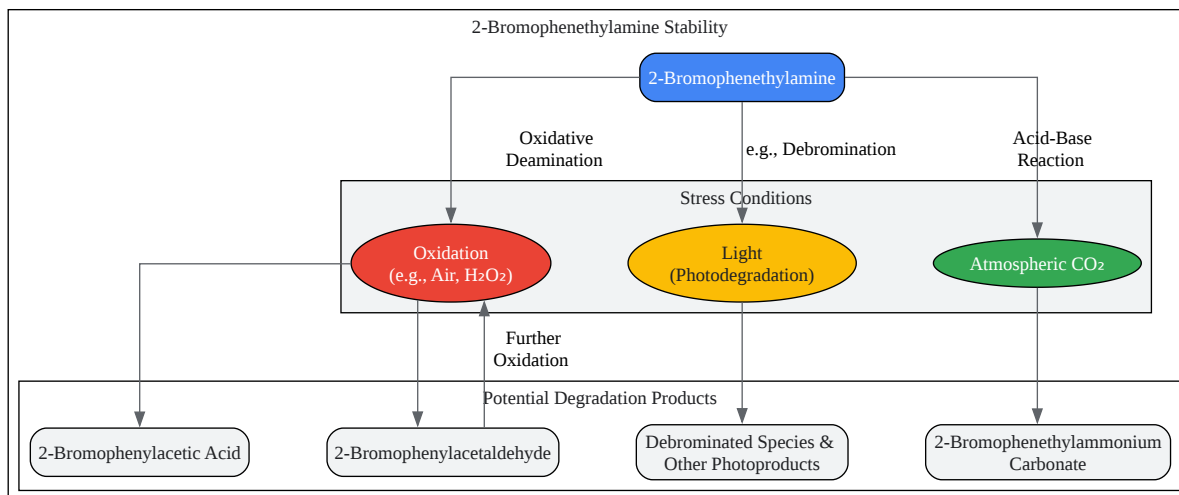 2-Bromophenethylamine Stability
2-Bromophenethylamine
Oxidative
Deamination
e.g., Debromination
Acid-Base
Reaction
Stress Conditions
Oxidation
(e.g., Air, H₂O₂)
Light
(Photodegradation)
Atmospheric CO₂
Further
Oxidation
Potential Degradation Products
2-Bromophenylacetic Acid
2-Bromophenylacetaldehyde
Debrominated Species &
Other Photoproducts
2-Bromophenethylammonium
Carbonate